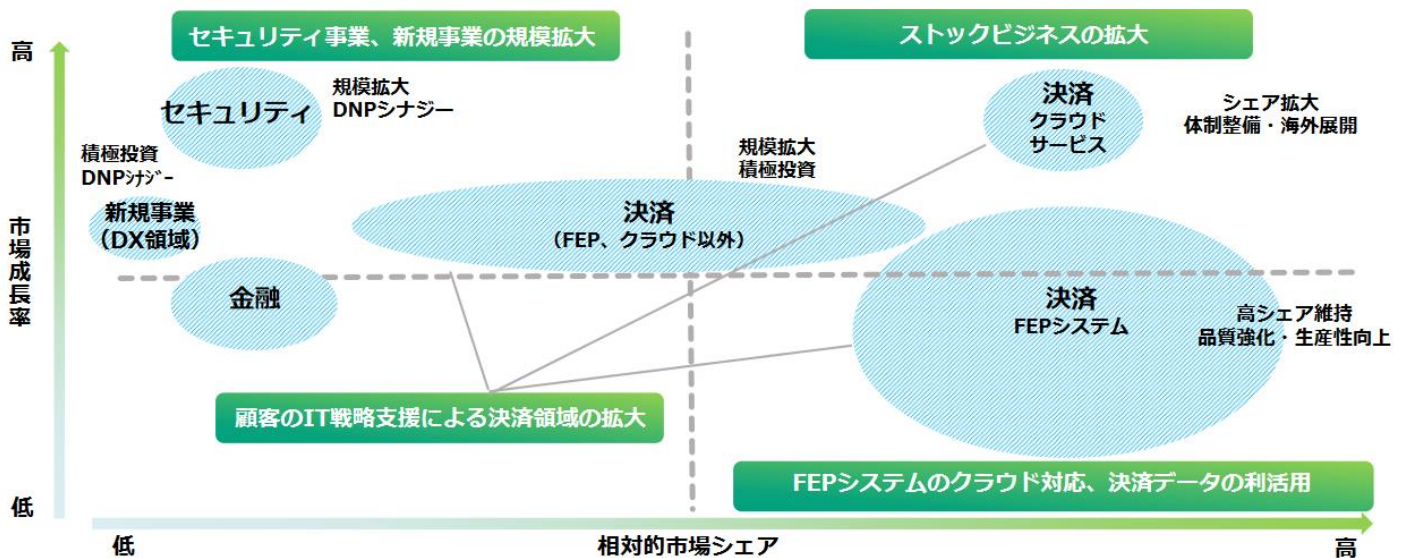 セキュリティ事業、新規事業の規模拡大
ストックビジネスの拡大
高
セキュリティ
規模拡大
DNPシナジー
決済
クラウド
サービス
シェア拡大
体制整備・海外展開
積極投資
DNPｼﾅｼﾞｰ
規模拡大
積極投資
新規事業
（DX領域）
決済
（FEP、クラウド以外）
市場成長率
金融
決済
FEPシステム
高シェア維持
品質強化・生産性向上
顧客のIT戦略支援による決済領域の拡大
FEPシステムのクラウド対応、決済データの利活用
低
低
相対的市場シェア
高